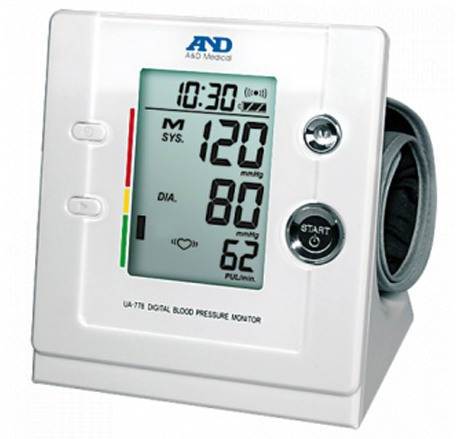 AND
A&D Medical
10:30
M
SYS. 120
mmHg
DIA. 80
mmHg
62
PUL/min.
START
UA-778 DIGITAL BLOOD PRESSURE MONITOR